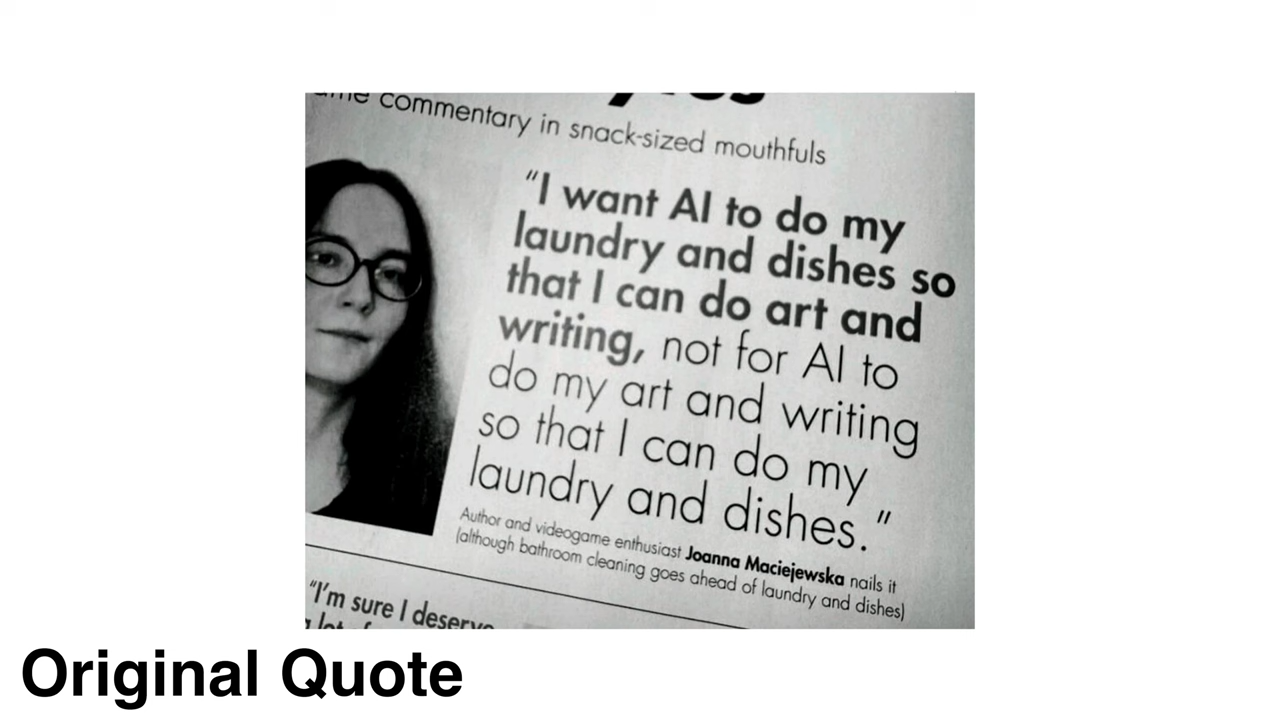 commentary in snack-sized mouthfuls
"I want AI to do my
laundry and dishes so
that I can do art and
writing, not for AI to
do my art and writing
so that I can do my
laundry and dishes."
Author and videogame enthusiast Joanna Maciejewska nails it
(although bathroom cleaning goes ahead of laundry and dishes)
"I'm sure I deserve
Original Quote